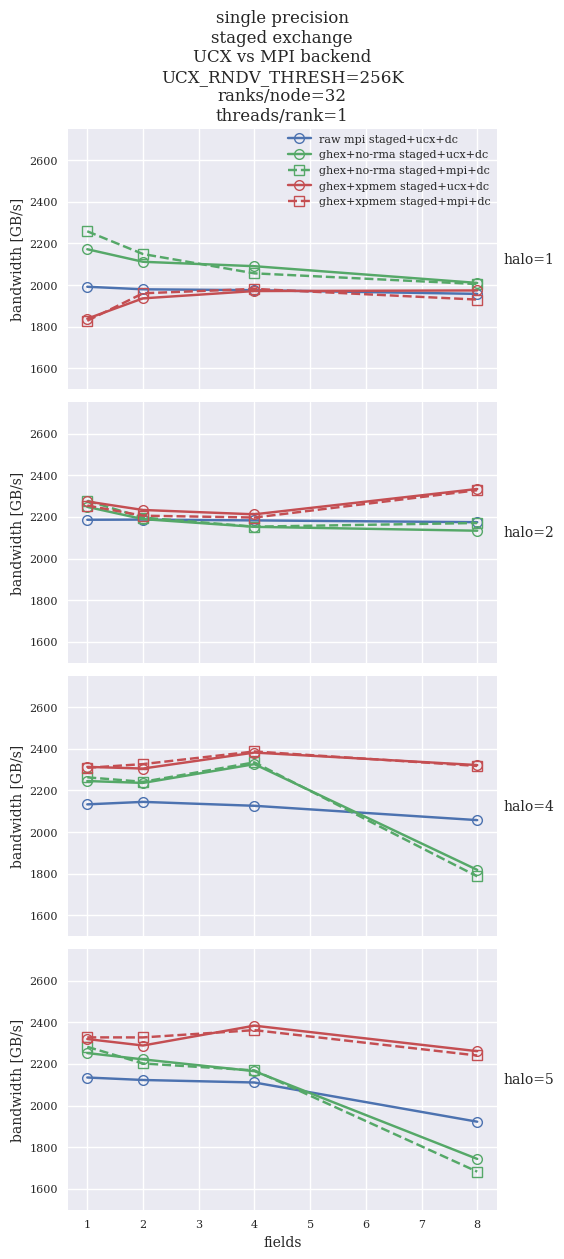 single precision
staged exchange
UCX vs MPI backend
UCX_RNDV_THRESH=256K
ranks/node=32
threads/rank=1
raw mpi staged+ucx+dc
ghex+no-rma staged+ucx+dc
ghex+no-rma staged+mpi+dc
ghex+xpmem staged+ucx+dc
ghex+xpmem staged+mpi+dc
2600
2400
2200
2000
1800
1600
bandwidth [GB/s]
halo=1
2600
2400
2200
2000
1800
1600
bandwidth [GB/s]
halo=2
2600
2400
2200
2000
1800
1600
bandwidth [GB/s]
halo=4
2600
2400
2200
2000
1800
1600
bandwidth [GB/s]
halo=5
1 2 3 4 5 6 7 8
fields